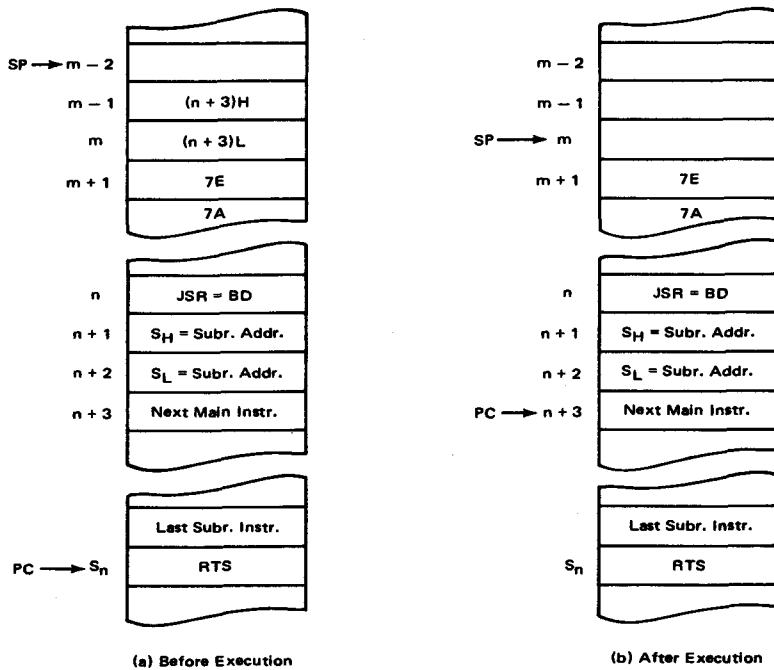 SP m − 2
m − 1 (n + 3)H
m (n + 3)L
m + 1 7E
7A
n JSR = BD
n + 1 SH = Subr. Addr.
n + 2 SL = Subr. Addr.
n + 3 Next Main Instr.
Last Subr. Instr.
PC Sn RTS
(a) Before Execution
m − 2
m − 1
SP m
m + 1 7E
7A
n JSR = BD
n + 1 SH = Subr. Addr.
n + 2 SL = Subr. Addr.
PC n + 3 Next Main Instr.
Last Subr. Instr.
Sn RTS
(b) After Execution